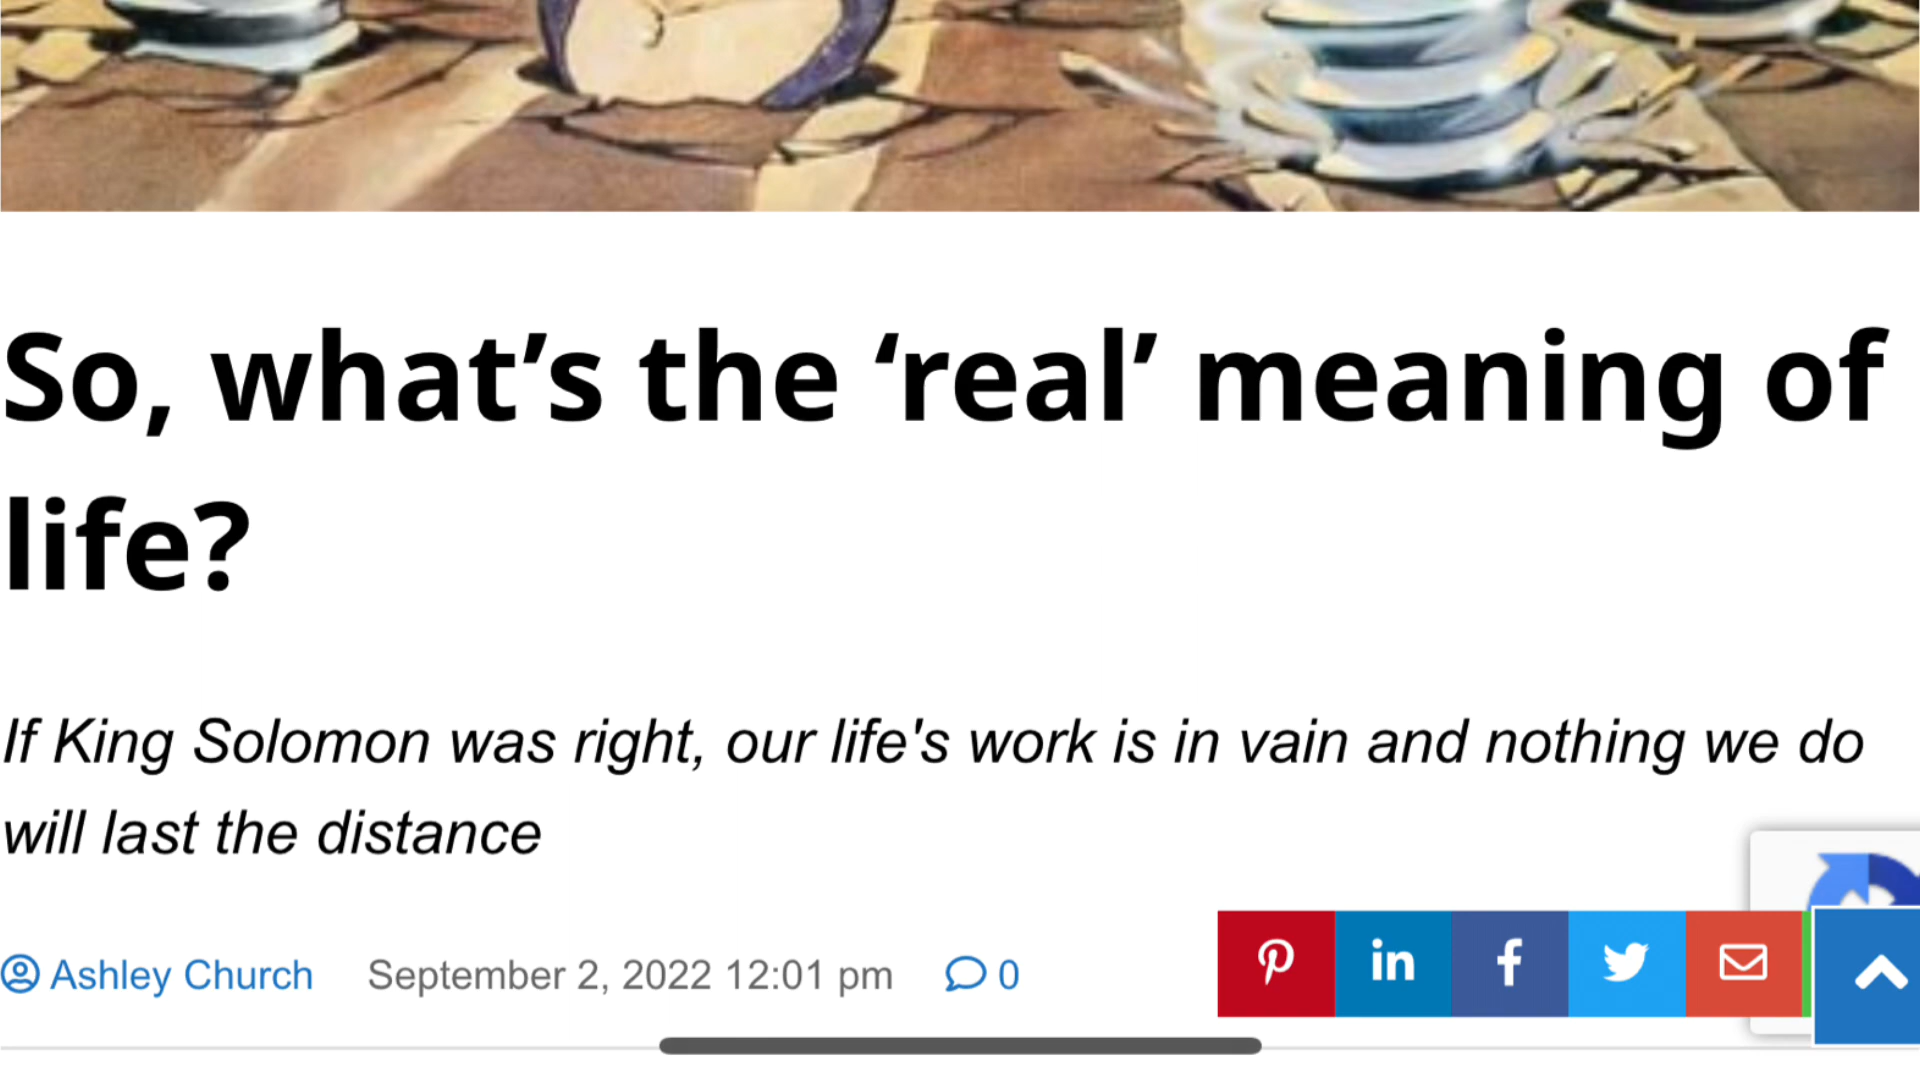 So, what’s the ‘real’ meaning of
life?
If King Solomon was right, our life's work is in vain and nothing we do
will last the distance
Ashley Church September 2, 2022 12:01 pm 0